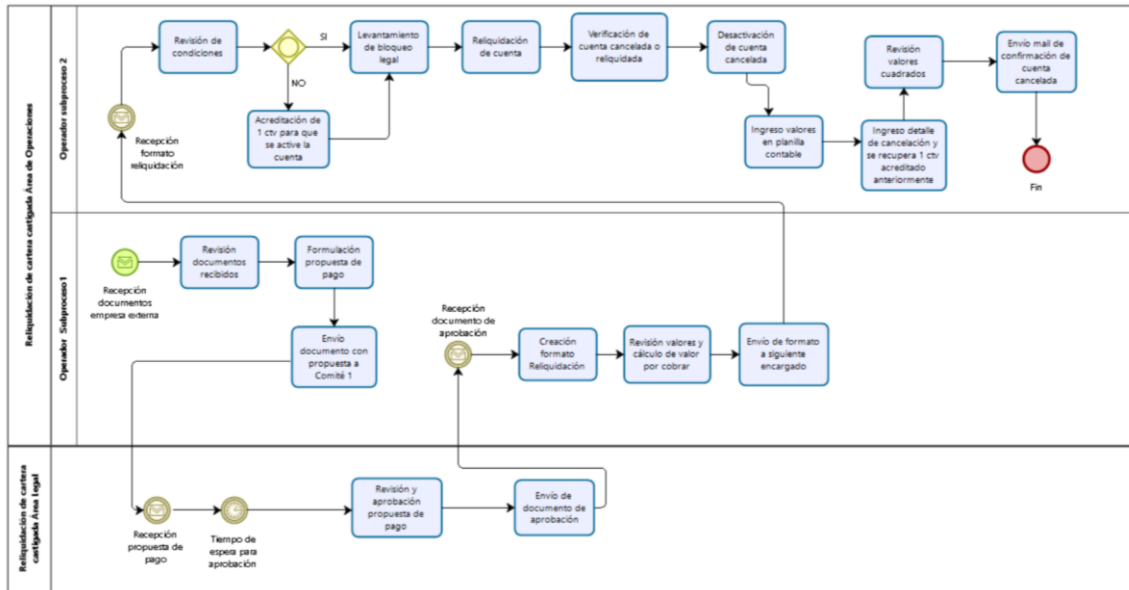 Reliquidación de cartera castigada Área de Operaciones
Operador subproceso 2
Revisión de
condiciones
SI
NO
Levantamiento
de bloqueo
legal
Reliquidación
de cuenta
Verificación de
cuenta cancelada o
reliquidada
Desactivación
de cuenta
cancelada
Revisión
valores
cuadrados
Envío mail de
confirmación de
cuenta
cancelada
Recepción
formato
reliquidación
Acreditación de
1 ctv para que
se active la
cuenta
Ingreso valores
en planilla
contable
Ingreso detalle
de cancelación y
se recupera 1 ctv
acreditado
anteriormente
Fin
Operador Subproceso1
Recepción
documentos
empresa externa
Revisión
documentos
recibidos
Formulación
propuesta de
pago
Envío
documento con
propuesta a
Comité 1
Recepción
documento de
aprobación
Creación
formato
Reliquidación
Revisión valores y
cálculo de valor
por cobrar
Envío de formato
a siguiente
encargado
Reliquidación de cartera
castigada Área Legal
Recepción
propuesta de
pago
Tiempo de
espera para
aprobación
Revisión y
aprobación
propuesta de
pago
Envío de
documento de
aprobación